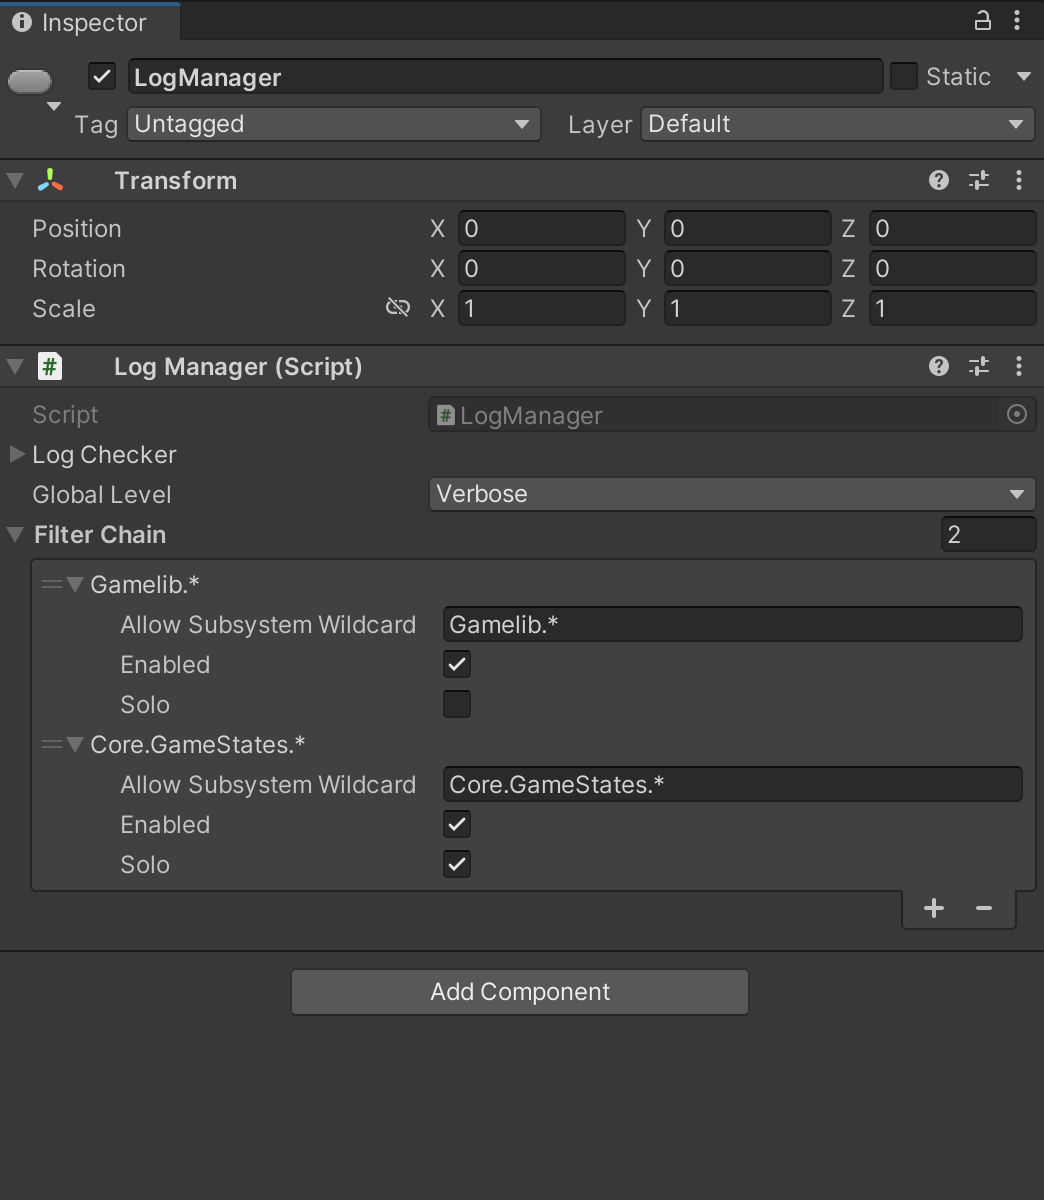 Inspector
LogManager
Static
Tag Untagged Layer Default
Transform
Position X 0 Y 0 Z 0
Rotation X 0 Y 0 Z 0
Scale X 1 Y 1 Z 1
# Log Manager (Script)
Script # LogManager
Log Checker
Global Level Verbose
Filter Chain 2
Gamelib.*
Allow Subsystem Wildcard Gamelib.*
Enabled
Solo
Core.GameStates.*
Allow Subsystem Wildcard Core.GameStates.*
Enabled
Solo
+ -
Add Component